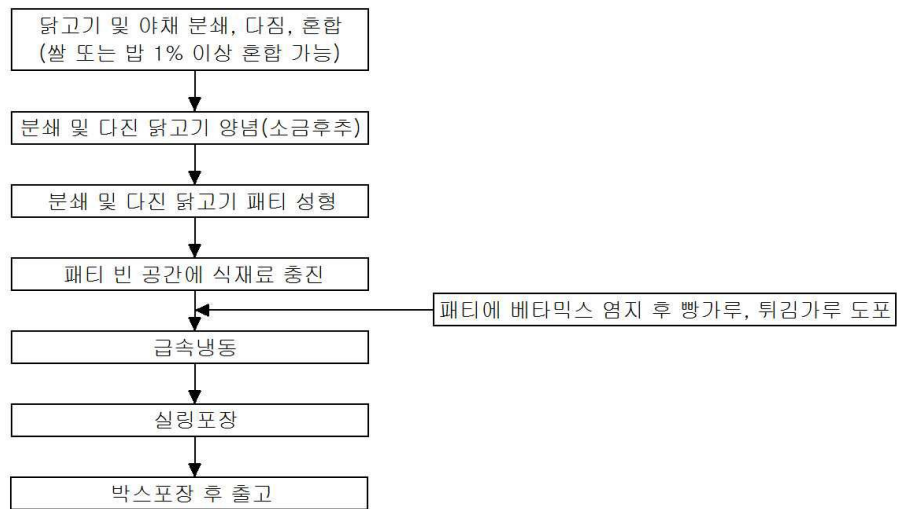 닭고기 및 야채 분쇄, 다짐, 혼합
(쌀 또는 밥 1% 이상 혼합 가능)
분쇄 및 다진 닭고기 양념(소금후추)
분쇄 및 다진 닭고기 패티 성형
패티 빈 공간에 식재료 충진
패티에 베타믹스 염지 후 빵가루, 튀김가루 도포
급속냉동
실링포장
박스포장 후 출고